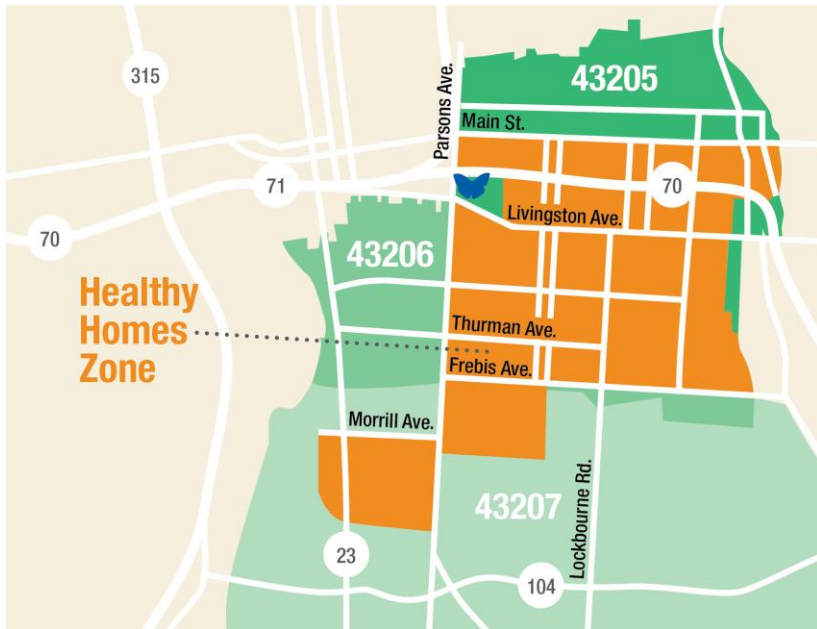 315
43205
Parsons Ave.
Main St.
71
70
Livingston Ave.
70
43206
Healthy
Homes
Zone
Thurman Ave.
Frebis Ave.
Morrill Ave.
43207
Lockbourne Rd.
23
104